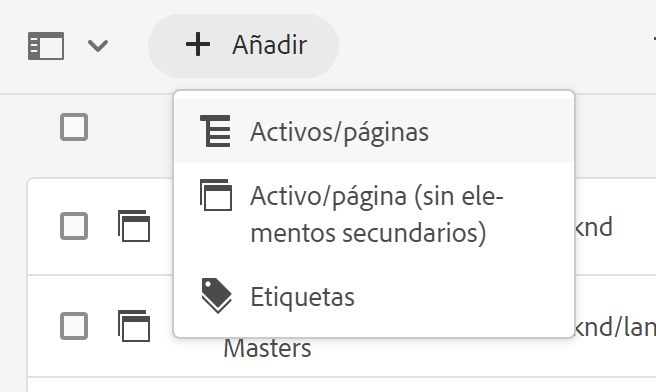 Añadir
Activos/páginas
Activo/página (sin ele-
mentos secundarios)
knd
Etiquetas
knd/lan
Masters